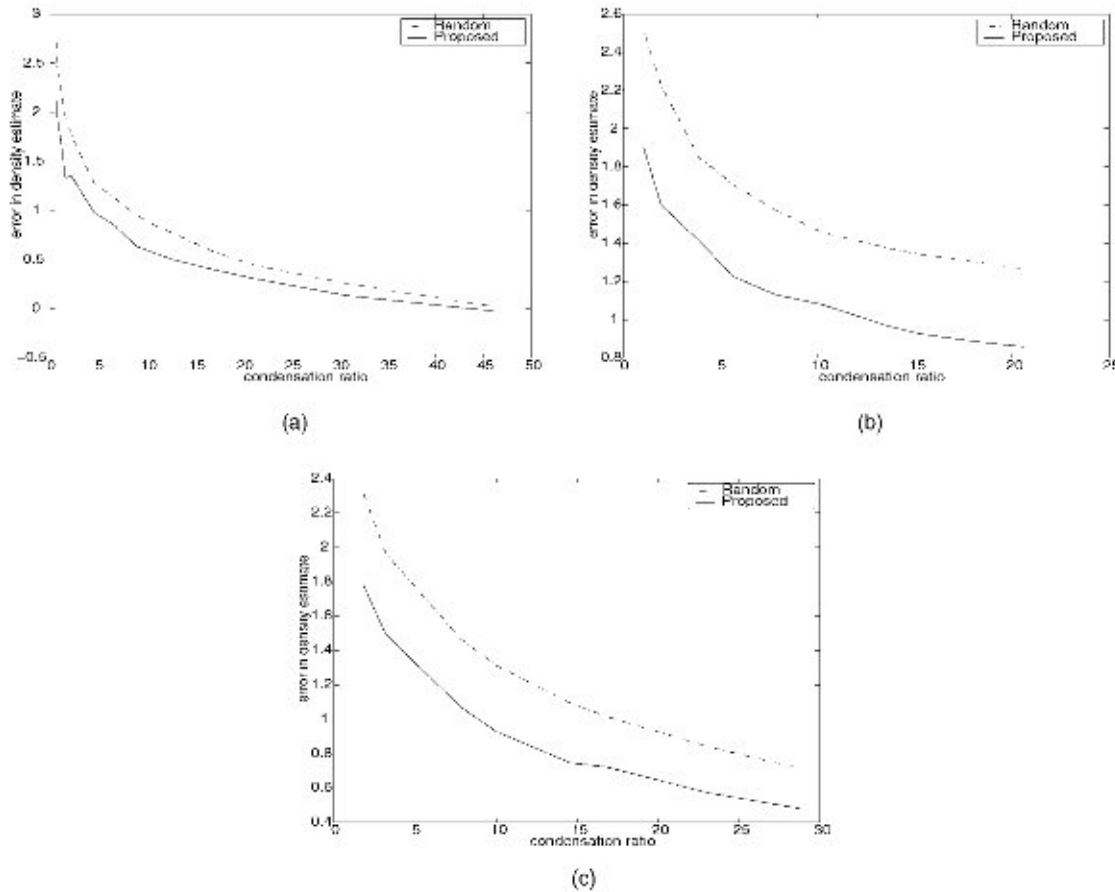 3
2.5
2
1.5
1
0.5
0
−0.5
error in density estimate
0 5 10 15 20 25 30 35 40 45 50
condensation ratio
Random
Proposed
(a)
2.6
2.4
2.2
2
1.8
1.6
1.4
1.2
1
0.8
error in density estimate
0 5 10 15 20 25
condensation ratio
Random
Proposed
(b)
2.4
2.2
2
1.8
1.6
1.4
1.2
1
0.8
0.6
0.4
error in density estimate
0 5 10 15 20 25 30
condensation ratio
Random
Proposed
(c)